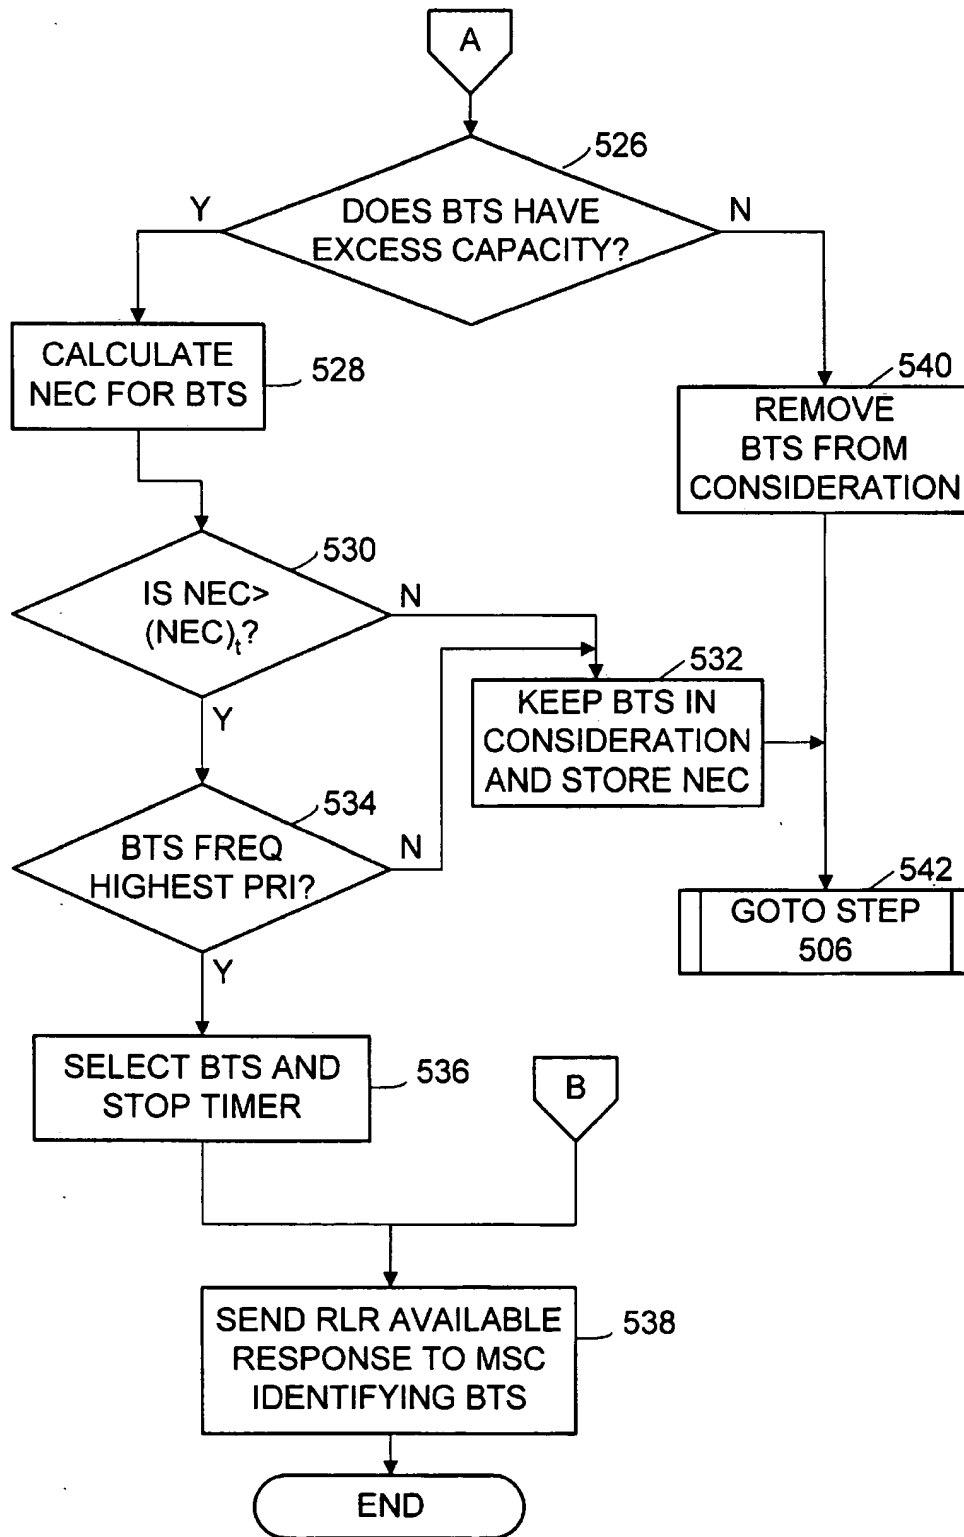 A
526
Y
DOES BTS HAVE
EXCESS CAPACITY?
N
CALCULATE
NEC FOR BTS
528
540
REMOVE
BTS FROM
CONSIDERATION
530
IS NEC>
(NEC)t?
N
Y
532
KEEP BTS IN
CONSIDERATION
AND STORE NEC
534
BTS FREQ
HIGHEST PRI?
N
Y
542
GOTO STEP
506
SELECT BTS AND
STOP TIMER
536
B
SEND RLR AVAILABLE
RESPONSE TO MSC
IDENTIFYING BTS
538
END